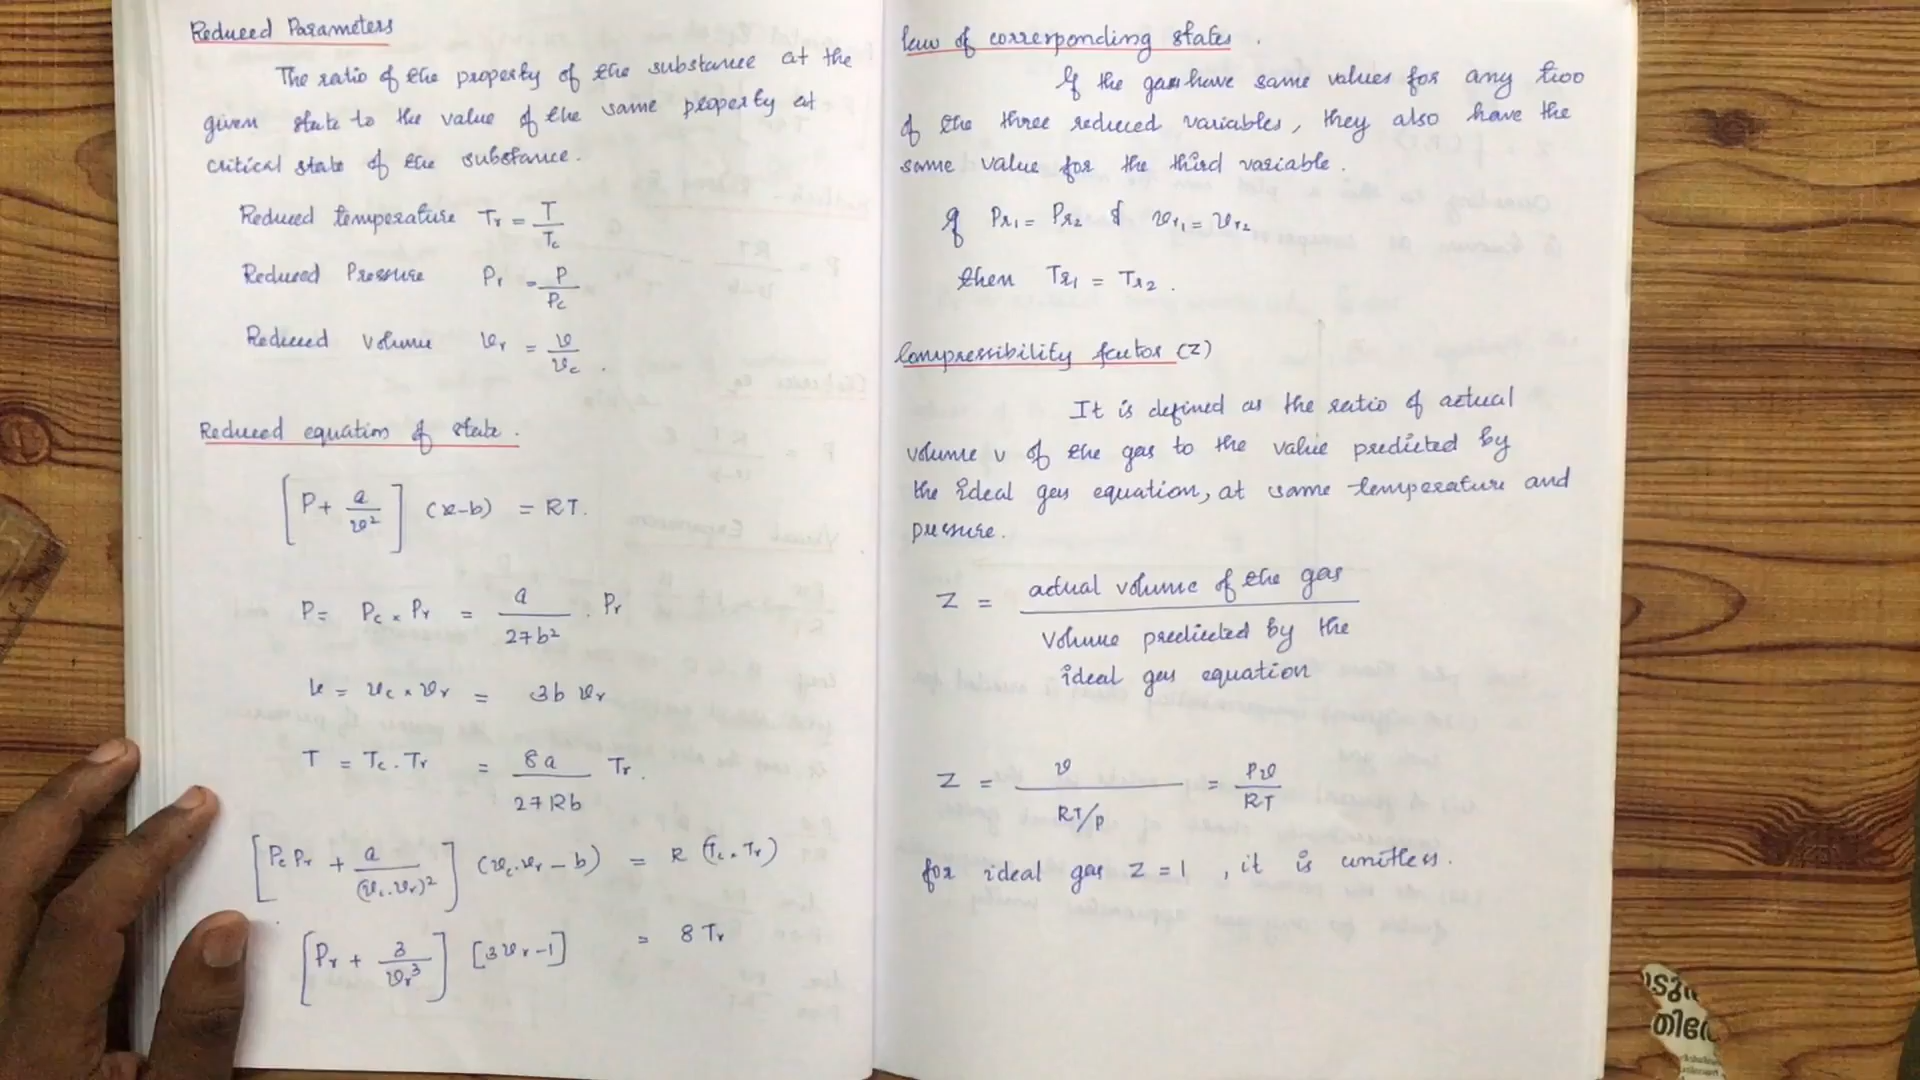 Reduced Parameters
The ratio of the property of the substance at the
given state to the value of the same property at
critical state of the substance.
Reduced temperature Tr = T/Tc
Reduced Pressure Pr = P/Pc
Reduced volume vr = v/vc .
Reduced equation of state .
[P + a/v²] (v-b) = RT.
P = Pc × Pr = a/27b² . Pr
v = vc × vr = 3b vr
T = Tc . Tr = 8a/27Rb Tr .
[Pc Pr + a/(vc.vr)²] (vc.vr - b) = R (Tc . Tr)
[Pr + 3/vr³] [3vr-1] = 8 Tr
law of corresponding states .
If the gas have same values for any two
of the three reduced variables, they also have the
same value for the third variable .
If Pr1 = Pr2 & vr1 = vr2
then Tr1 = Tr2 .
Compressibility factor (Z)
It is defined as the ratio of actual
volume v of the gas to the value predicted by
the ideal gas equation, at same temperature and
pressure.
Z = actual volume of the gas
Volume predicted by the
ideal gas equation
Z = v/(RT/P) = Pv/RT
for ideal gas Z = 1 , it is unitless.